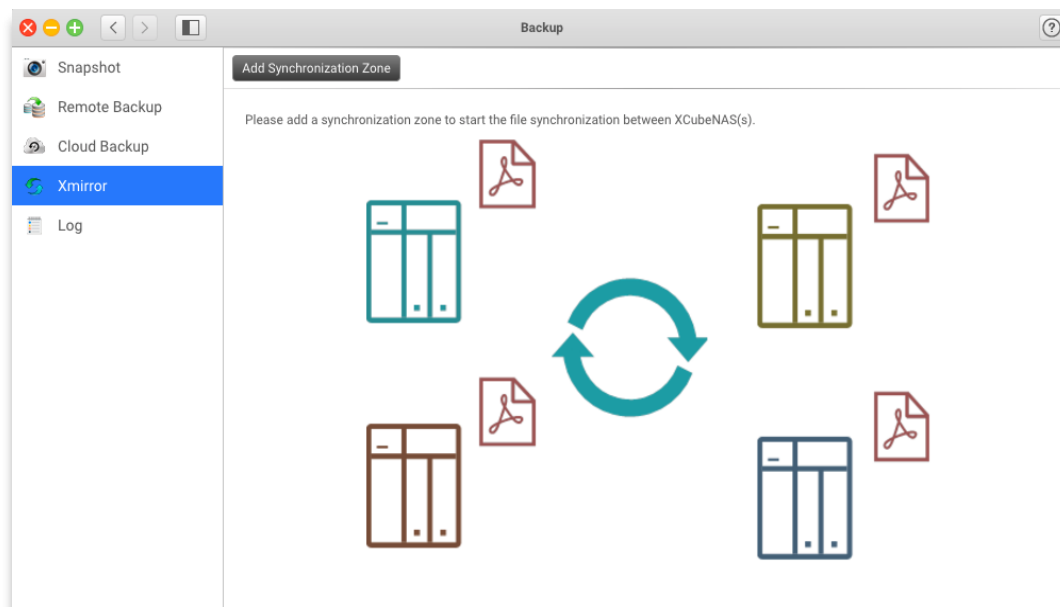 Backup
?
Snapshot
Remote Backup
Cloud Backup
Xmirror
Log
Add Synchronization Zone
Please add a synchronization zone to start the file synchronization between XCubeNAS(s).